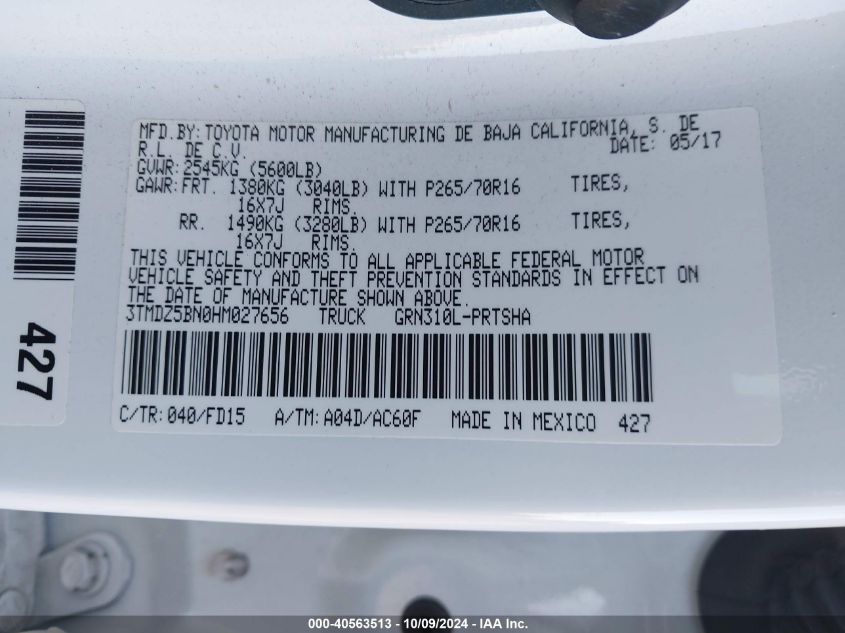 MFD.BY:TOYOTA MOTOR MANUFACTURING DE BAJA CALIFORNIA, S. DE
R.L. DE C.V. DATE: 05/17
GVWR:2545KG (5600LB)
GAWR:FRT. 1380KG (3040LB) WITH P265/70R16 TIRES,
16X7J RIMS.
RR. 1490KG (3280LB) WITH P265/70R16 TIRES,
16X7J RIMS.
THIS VEHICLE CONFORMS TO ALL APPLICABLE FEDERAL MOTOR
VEHICLE SAFETY AND THEFT PREVENTION STANDARDS IN EFFECT ON
THE DATE OF MANUFACTURE SHOWN ABOVE.
3TMDZ5BN0HM027656 TRUCK GRN310L-PRTSHA
C/TR:040/FD15 A/TM:A04D/AC60F MADE IN MEXICO 427
427
000-40563513 - 10/09/2024 - IAA Inc.